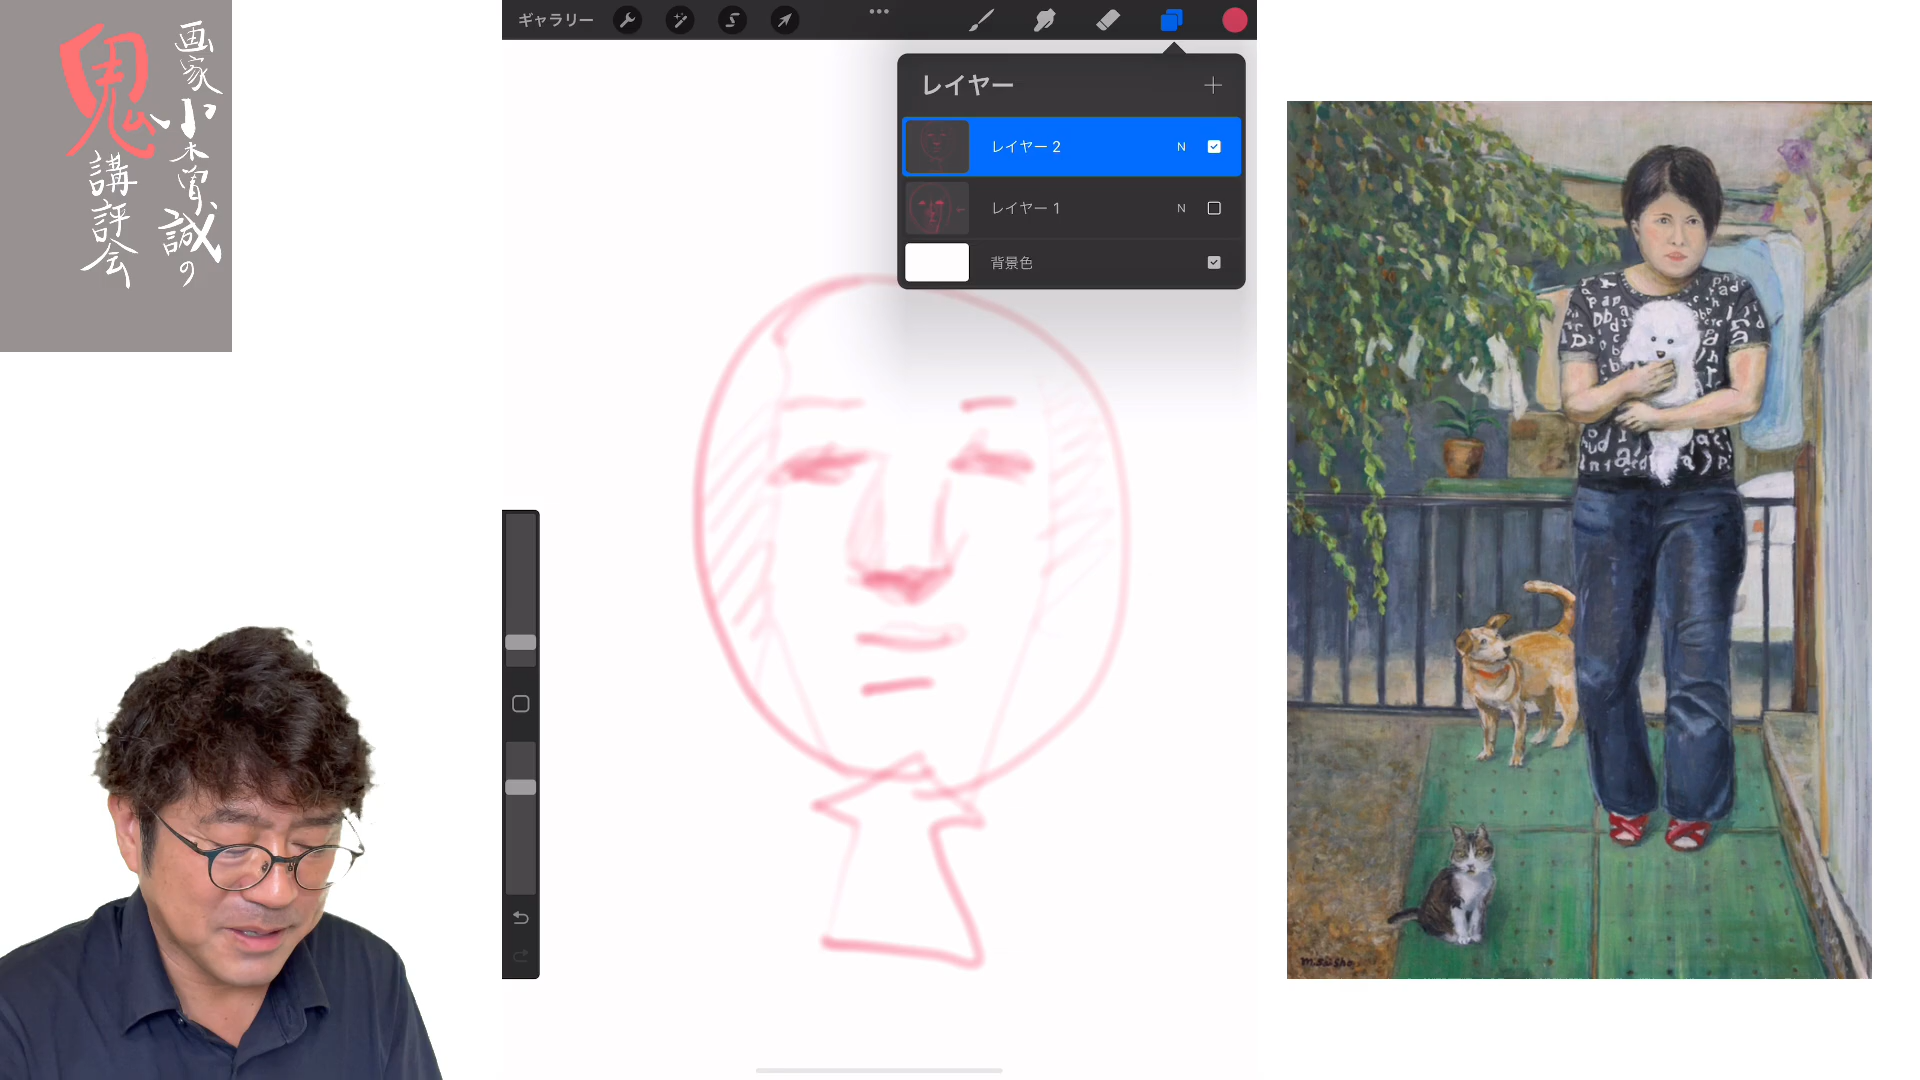 画家小木曽誠の
鬼
講評会
ギャラリー
レイヤー
レイヤー 2
N
レイヤー 1
N
背景色